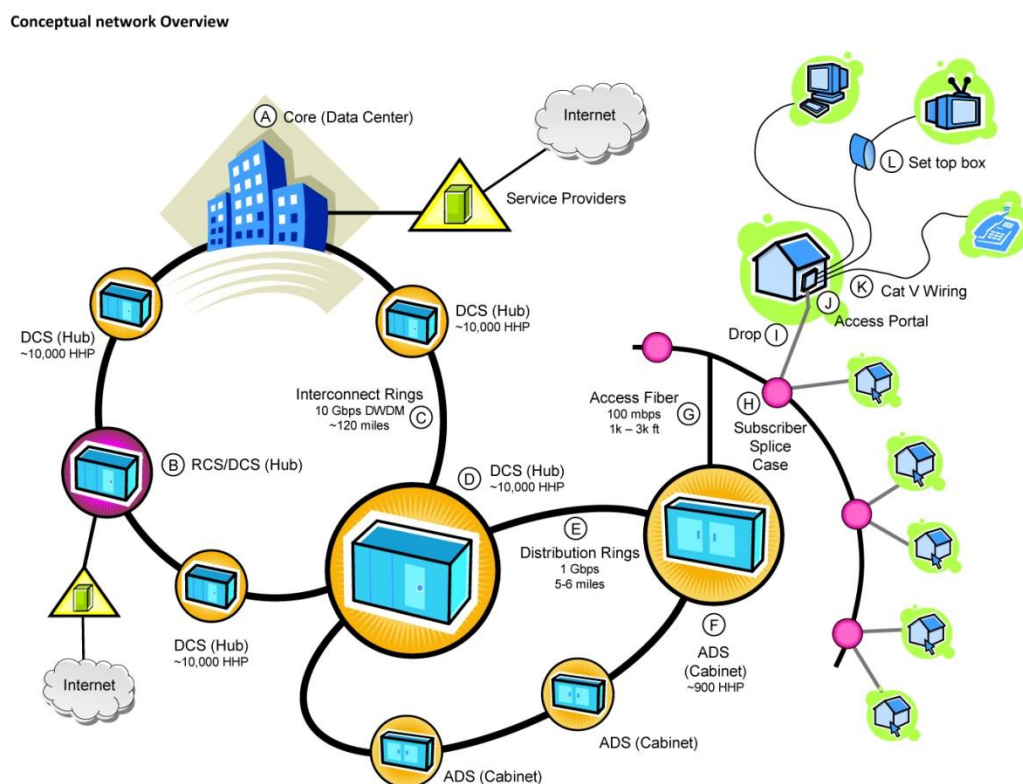 Conceptual network Overview
A Core (Data Center)
Internet
Service Providers
L Set top box
K Cat V Wiring
J Access Portal
Drop I
DCS (Hub)
~10,000 HHP
DCS (Hub)
~10,000 HHP
Interconnect Rings
10 Gbps DWDM
~120 miles
C
Access Fiber
100 mbps
1k – 3k ft
G
H Subscriber
Splice
Case
B RCS/DCS (Hub)
D DCS (Hub)
~10,000 HHP
E
Distribution Rings
1 Gbps
5-6 miles
DCS (Hub)
~10,000 HHP
F
ADS
(Cabinet)
~900 HHP
Internet
ADS (Cabinet)
ADS (Cabinet)